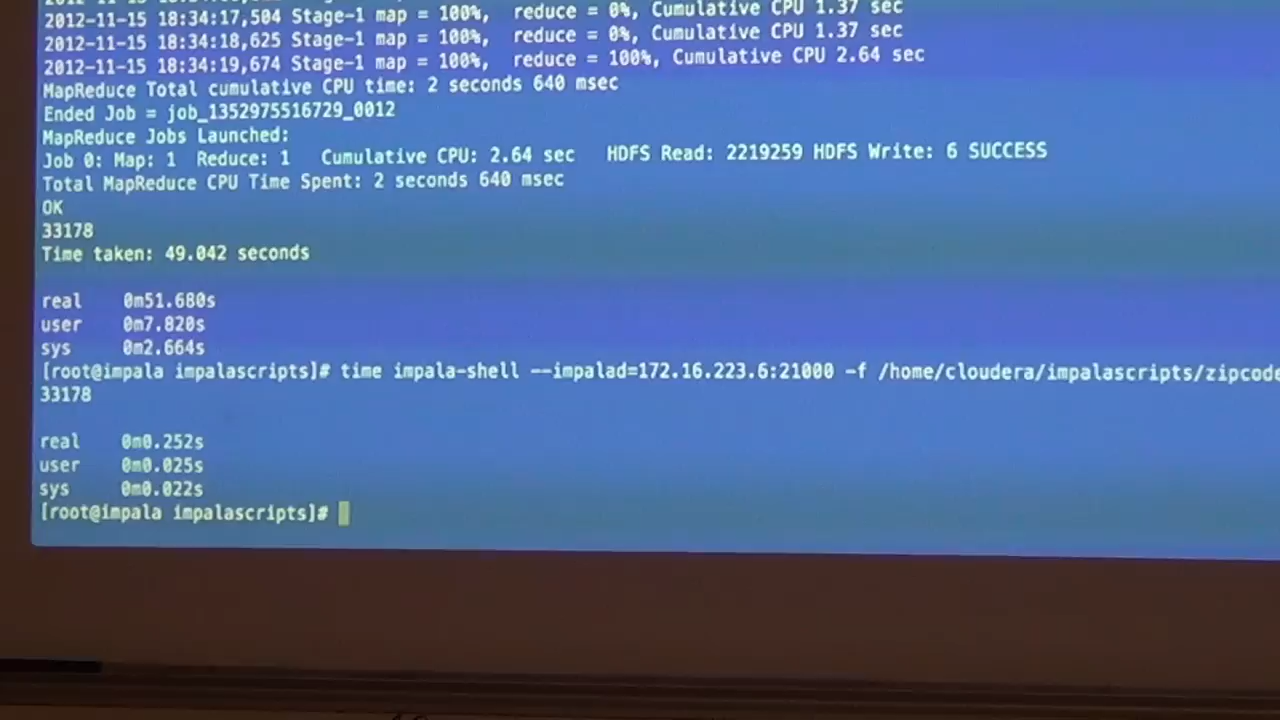 2012-11-15 18:34:17,504 Stage-1 map = 100%,  reduce = 0%, Cumulative CPU 1.37 sec
2012-11-15 18:34:18,625 Stage-1 map = 100%,  reduce = 0%, Cumulative CPU 1.37 sec
2012-11-15 18:34:19,674 Stage-1 map = 100%,  reduce = 100%, Cumulative CPU 2.64 sec
MapReduce Total cumulative CPU time: 2 seconds 640 msec
Ended Job = job_1352975516729_0012
MapReduce Jobs Launched:
Job 0: Map: 1  Reduce: 1   Cumulative CPU: 2.64 sec   HDFS Read: 2219259 HDFS Write: 6 SUCCESS
Total MapReduce CPU Time Spent: 2 seconds 640 msec
OK
33178
Time taken: 49.042 seconds
real    0m51.680s
user    0m7.820s
sys     0m2.664s
[root@impala impalascripts]# time impala-shell --impalad=172.16.223.6:21000 -f /home/cloudera/impalascripts/zipcode
33178
real    0m0.252s
user    0m0.025s
sys     0m0.022s
[root@impala impalascripts]#